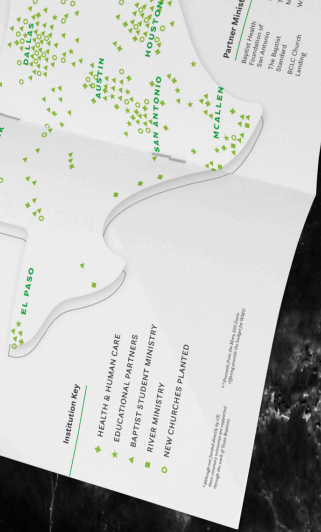 DALLAS
HOUSTON
AUSTIN
SAN ANTONIO
MCALLEN
EL PASO
Partner Minist
Baptist Health
Foundation of
San Antonio
The Baptist
Standard
BCLC Church
Lending
Institution Key
HEALTH & HUMAN CARE
EDUCATIONAL PARTNERS
BAPTIST STUDENT MINISTRY
RIVER MINISTRY
NEW CHURCHES PLANTED